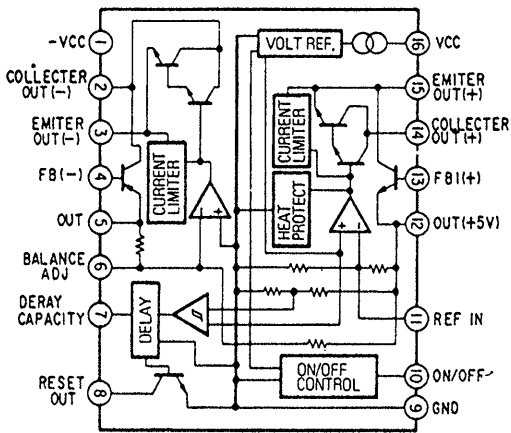 -VCC
1
COLLECTER
OUT(-)
2
EMITER
OUT(-)
3
FB(-)
4
OUT
5
BALANCE
ADJ
6
DERAY
CAPACITY
7
RESET
OUT
8
CURRENT
LIMITER
- +
DELAY
VOLT REF.
CURRENT
LIMITER
HEAT
PROTECT
+ -
ON/OFF
CONTROL
16
VCC
15
EMITER
OUT(+)
14
COLLECTER
OUT(+)
13
FB1(+)
12
OUT(+5V)
11
REF IN
10
ON/OFF
9
GND